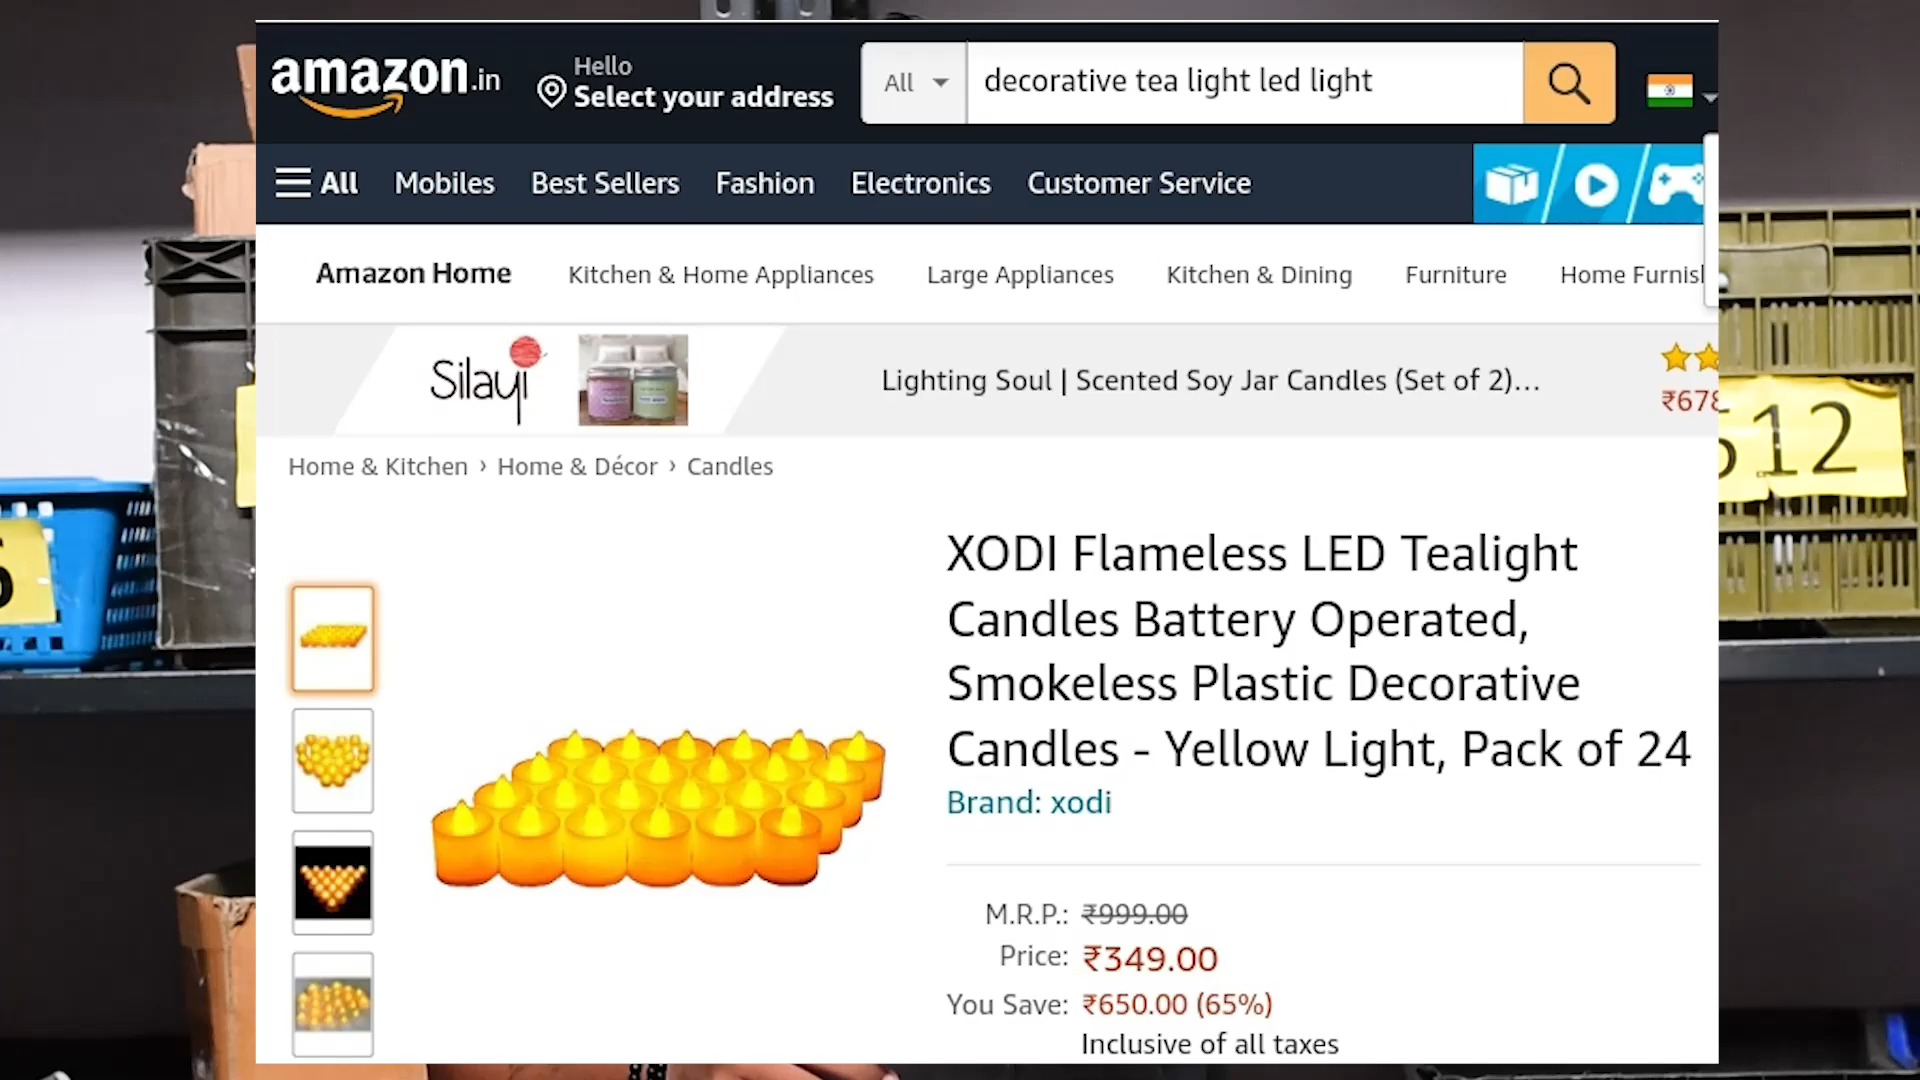 amazon.in
Hello
Select your address
All
decorative tea light led light
All Mobiles Best Sellers Fashion Electronics Customer Service
Amazon Home Kitchen & Home Appliances Large Appliances Kitchen & Dining Furniture
Home
Silayi
Lighting Soul | Scented Soy Jar Candles (Set of 2)...
₹678
Home & Kitchen › Home & Décor › Candles
XODI Flameless LED Tealight
Candles Battery Operated,
Smokeless Plastic Decorative
Candles - Yellow Light, Pack of 24
Brand: xodi
M.R.P.: ₹999.00
Price: ₹349.00
You Save: ₹650.00 (65%)
Inclusive of all taxes
12